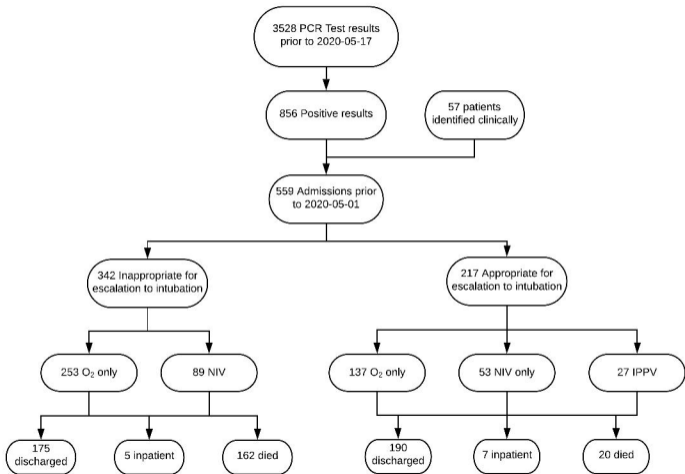 3528 PCR Test results
prior to 2020-05-17
856 Positive results
57 patients
identified clinically
559 Admissions prior
to 2020-05-01
342 Inappropriate for
escalation to intubation
217 Appropriate for
escalation to intubation
253 O₂ only
89 NIV
137 O₂ only
53 NIV only
27 IPPV
175
discharged
5 inpatient
162 died
190
discharged
7 inpatient
20 died